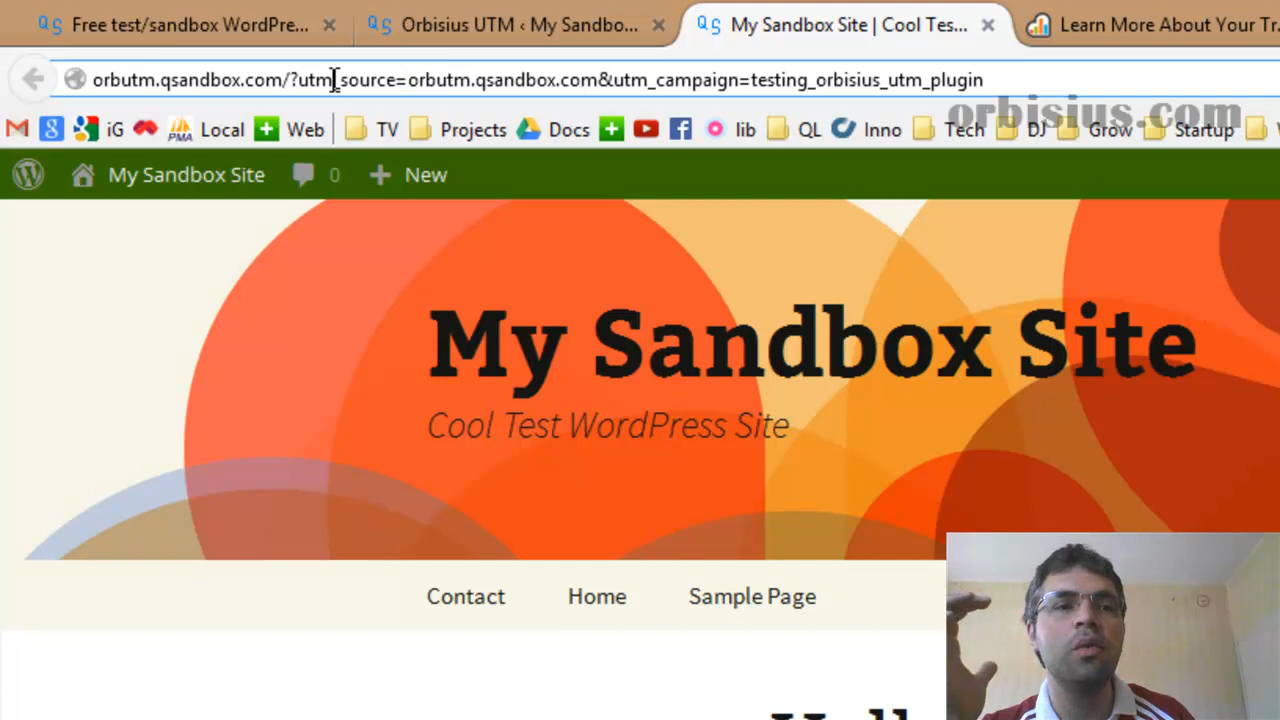 Free test/sandbox WordPre...
Orbisius UTM ‹ My Sandbo...
My Sandbox Site | Cool Tes...
Learn More About Your Tr
orbutm.qsandbox.com/?utm_source=orbutm.qsandbox.com&utm_campaign=testing_orbisius_utm_plugin
orbisius.com
iG PMA Local Web TV Projects Docs lib QL Inno Tech DJ Grow Startup
My Sandbox Site 0 New
My Sandbox Site
Cool Test WordPress Site
Contact Home Sample Page